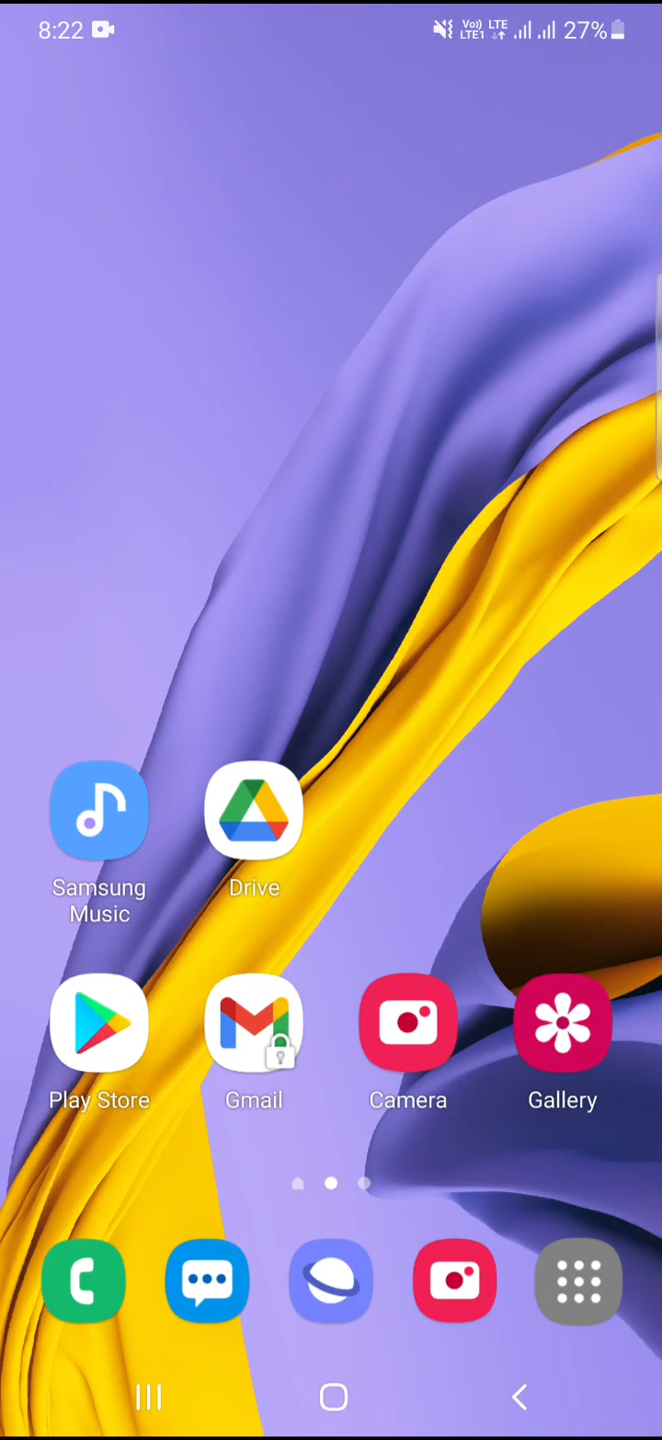 8:22
Vo)) LTE
LTE1
27%
Samsung
Music
Drive
Play Store
Gmail
Camera
Gallery